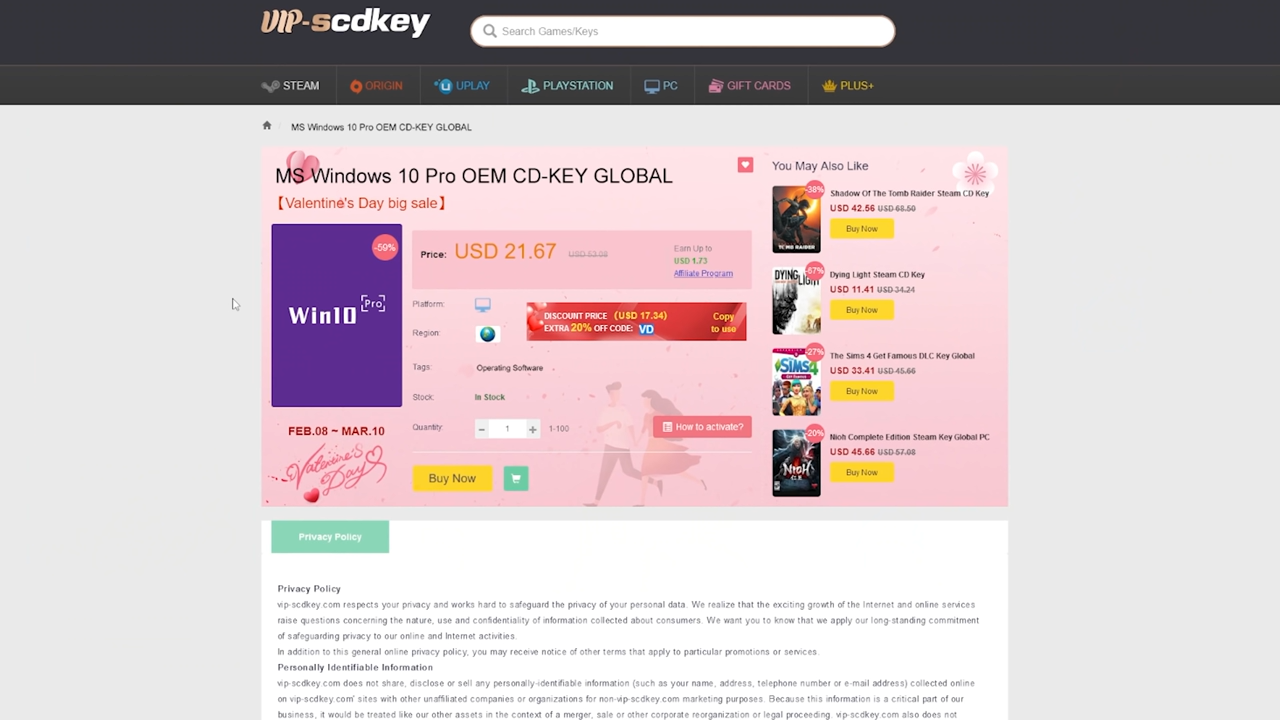 VIP-scdkey
Search Games/Keys
STEAM
ORIGIN
UPLAY
PLAYSTATION
PC
GIFT CARDS
PLUS+
MS Windows 10 Pro OEM CD-KEY GLOBAL
MS Windows 10 Pro OEM CD-KEY GLOBAL
【Valentine's Day big sale】
-59%
Win10 [Pro]
FEB.08 ~ MAR.10
Valentine's Day
Price: USD 21.67 USD 53.09
Earn Up to
USD 1.73
Affiliate Program
Platform:
Region:
DISCOUNT PRICE (USD 17.34)
EXTRA 20% OFF CODE: VD
Copy
to use
Tags: Operating Software
Stock: In Stock
Quantity: − 1 + 1-100
How to activate?
Buy Now
You May Also Like
-38%
TOMB RAIDER
Shadow Of The Tomb Raider Steam CD Key
USD 42.56 USD 68.50
Buy Now
-67%
DYING LIGHT
Dying Light Steam CD Key
USD 11.41 USD 34.24
Buy Now
-27%
SIMS 4
The Sims 4 Get Famous DLC Key Global
USD 33.41 USD 45.66
Buy Now
-20%
NIOH
Nioh Complete Edition Steam Key Global PC
USD 45.66 USD 57.08
Buy Now
Privacy Policy
Privacy Policy
vip-scdkey.com respects your privacy and works hard to safeguard the privacy of your personal data. We realize that the exciting growth of the Internet and online services
raise questions concerning the nature, use and confidentiality of information collected about consumers. We want you to know that we apply our long-standing commitment
of safeguarding privacy to our online and Internet activities.
In addition to this general online privacy policy, you may receive notice of other terms that apply to particular promotions or services.
Personally Identifiable Information
vip-scdkey.com does not share, disclose or sell any personally-identifiable information (such as your name, address, telephone number or e-mail address) collected online
on vip-scdkey.com' sites with other unaffiliated companies or organizations for non-vip-scdkey.com marketing purposes. Because this information is a critical part of our
business, it would be treated like our other assets in the context of a merger, sale or other corporate reorganization or legal proceeding. vip-scdkey.com also does not